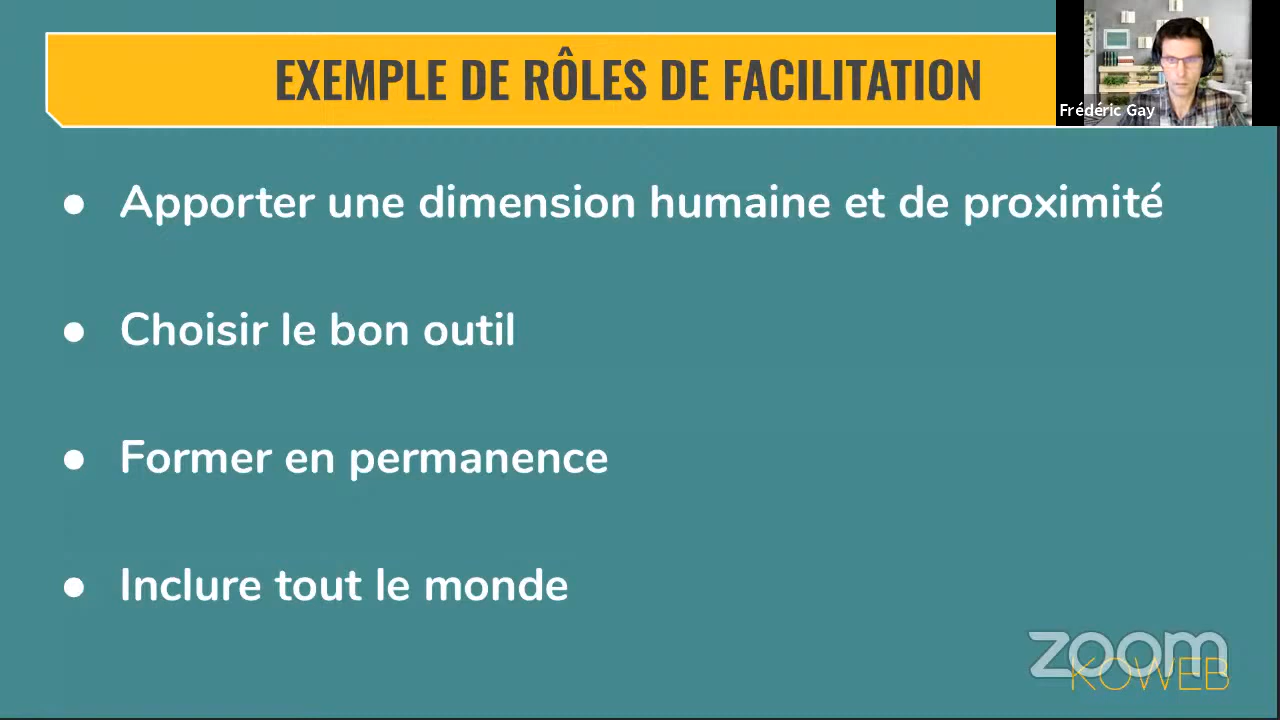 EXEMPLE DE RÔLES DE FACILITATION
Frédéric Gay
● Apporter une dimension humaine et de proximité
● Choisir le bon outil
● Former en permanence
● Inclure tout le monde
zoom
KOWEB